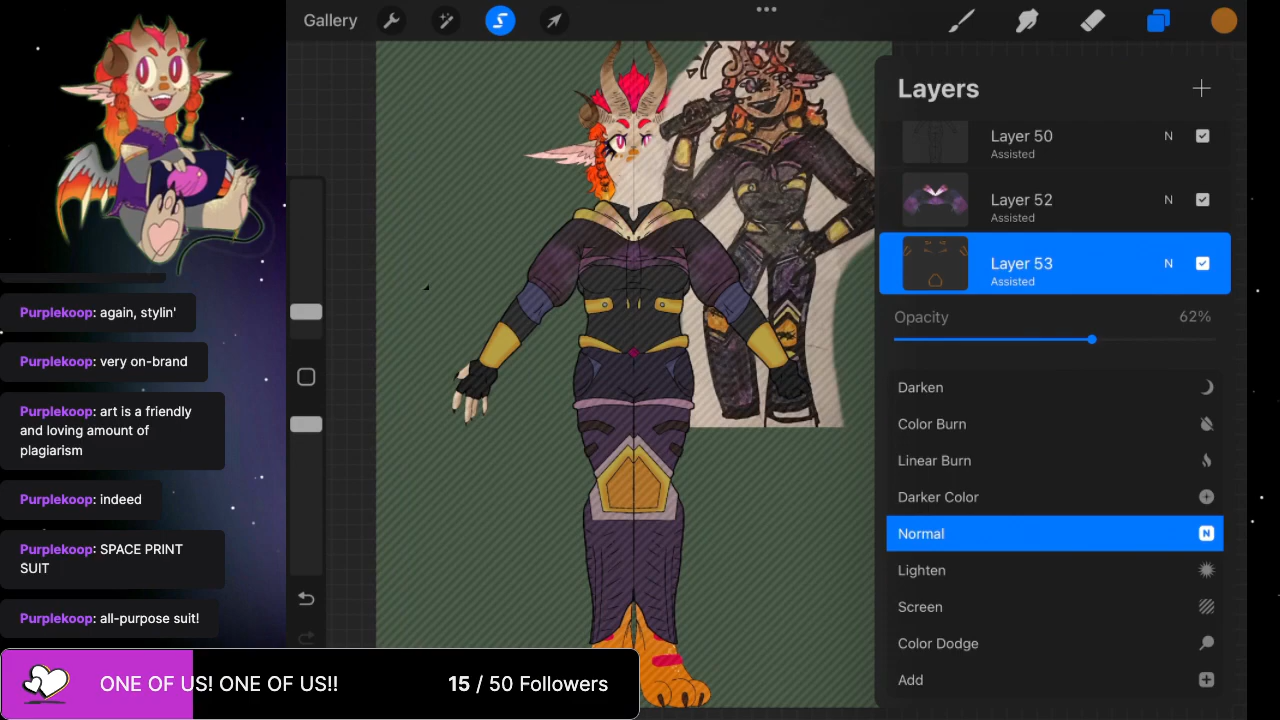 Gallery
Layers
Layer 50
N
Assisted
Layer 52
N
Assisted
Layer 53
N
Assisted
Opacity
62%
Darken
Color Burn
Linear Burn
Darker Color
Normal
N
Lighten
Screen
Color Dodge
Add
Purplekoop: again, stylin'
Purplekoop: very on-brand
Purplekoop: art is a friendly
and loving amount of
plagiarism
Purplekoop: indeed
Purplekoop: SPACE PRINT
SUIT
Purplekoop: all-purpose suit!
ONE OF US! ONE OF US!!
15 / 50 Followers